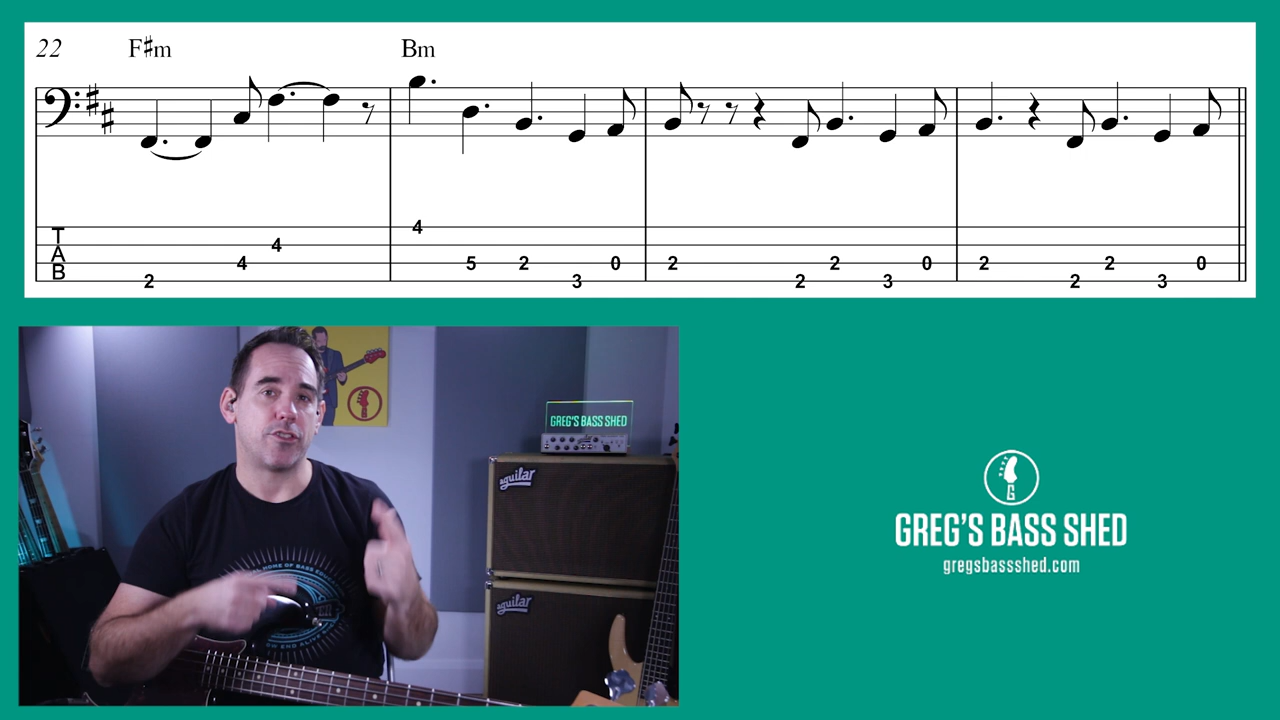 22 F♯m Bm
T
A
B
4
4
4 5 2 0 2 2 0 2 2 0
2 3 2 3 2 3
GREG'S BASS SHED
aguilar
aguilar
G
GREG'S BASS SHED
gregsbassshed.com